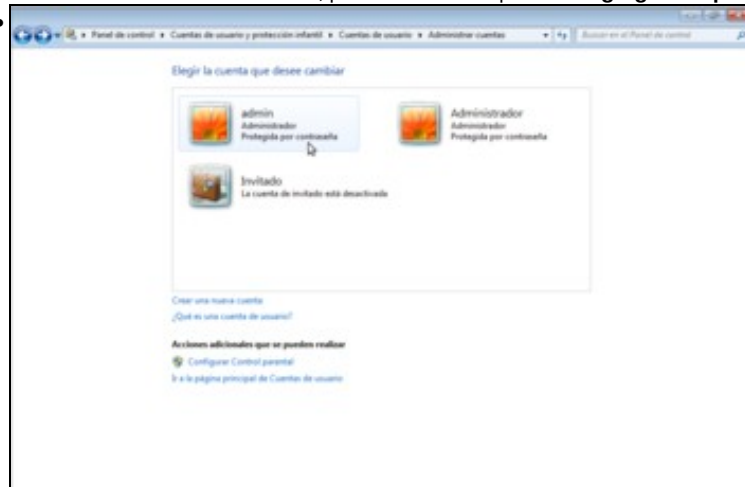 Panel de control ▸ Cuentas de usuario y protección infantil ▸ Cuentas de usuario ▸ Administrar cuentas
Buscar en el Panel de control
Elegir la cuenta que desee cambiar
admin
Administrador
Protegida por contraseña
Administrador
Administrador
Protegida por contraseña
Invitado
La cuenta de invitado está desactivada
Crear una nueva cuenta
¿Qué es una cuenta de usuario?
Acciones adicionales que se pueden realizar
Configurar Control parental
Ir a la página principal de Cuentas de usuario